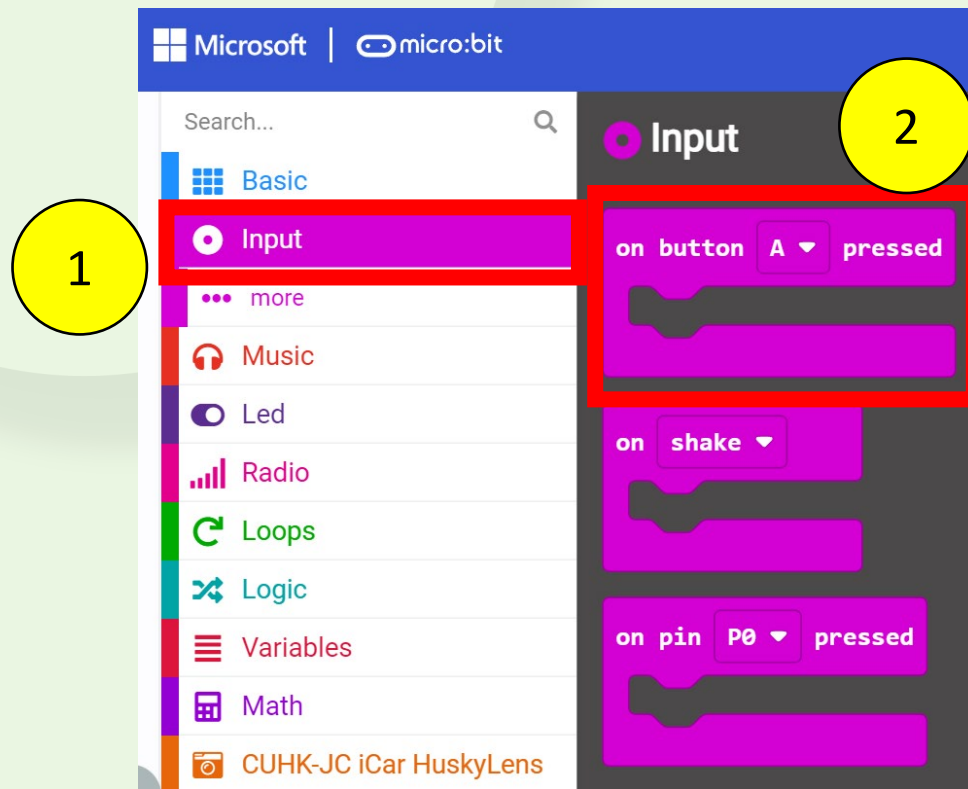 Microsoft | micro:bit
Search...
Basic
1
Input
more
Music
Led
Radio
Loops
Logic
Variables
Math
CUHK-JC iCar HuskyLens
2
Input
on button A pressed
on shake
on pin P0 pressed